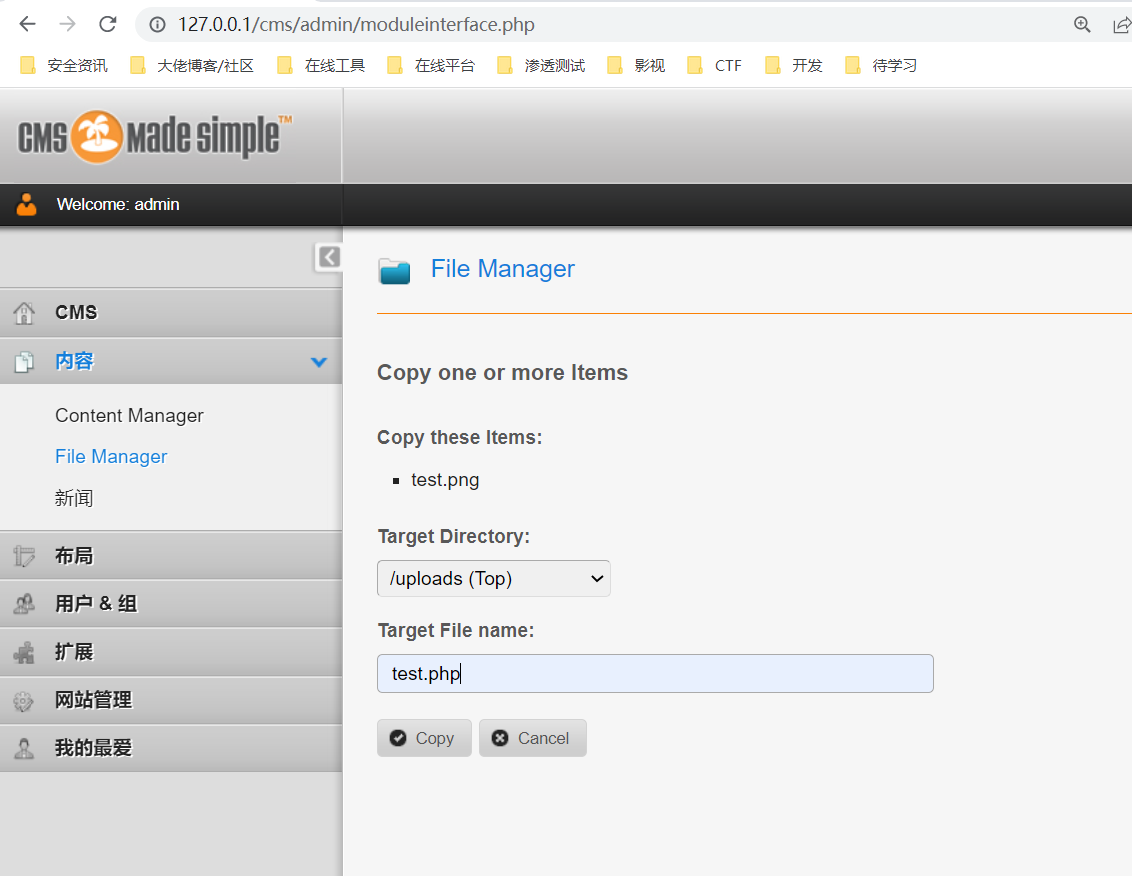 127.0.0.1/cms/admin/moduleinterface.php
安全资讯 大佬博客/社区 在线工具 在线平台 渗透测试 影视 CTF 开发 待学习
CMS made simple™
Welcome: admin
File Manager
CMS
内容
Content Manager
File Manager
新闻
布局
用户 & 组
扩展
网站管理
我的最爱
Copy one or more Items
Copy these Items:
test.png
Target Directory:
/uploads (Top)
Target File name:
test.php
Copy Cancel